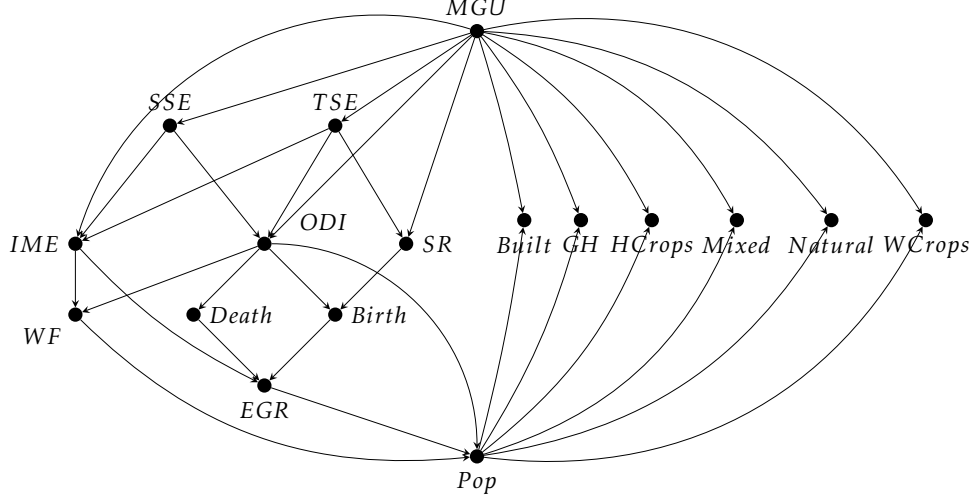 MGU
SSE
TSE
ODI
IME
SR
Built
GH
HCrops
Mixed
Natural
WCrops
WF
Death
Birth
EGR
Pop